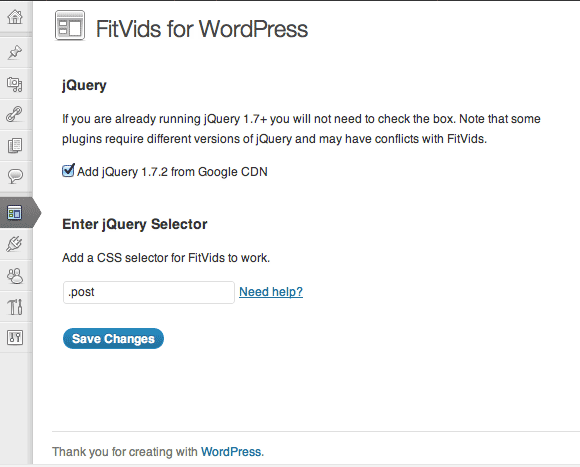 FitVids for WordPress
jQuery
If you are already running jQuery 1.7+ you will not need to check the box. Note that some
plugins require different versions of jQuery and may have conflicts with FitVids.
Add jQuery 1.7.2 from Google CDN
Enter jQuery Selector
Add a CSS selector for FitVids to work.
.post Need help?
Save Changes
Thank you for creating with WordPress.